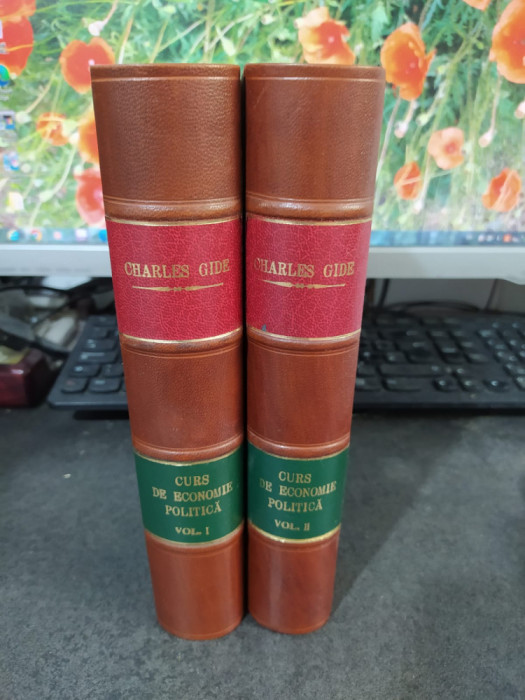 CHARLES GIDE
CURS
DE ECONOMIE
POLITICĂ
VOL. I
CHARLES GIDE
CURS
DE ECONOMIE
POLITICĂ
VOL. II